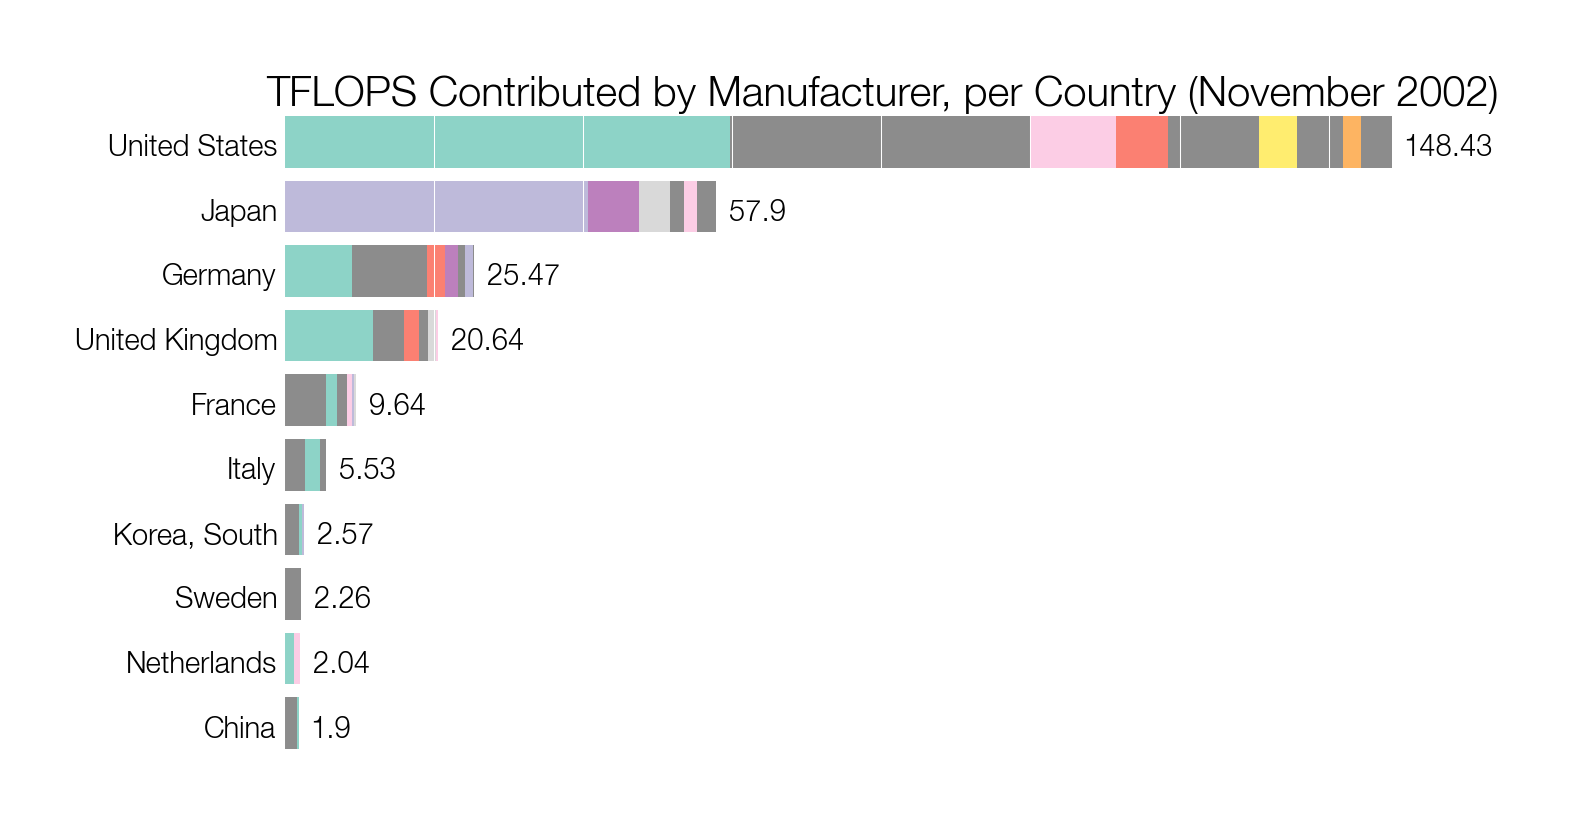 TFLOPS Contributed by Manufacturer, per Country (November 2002)
United States 148.43
Japan 57.9
Germany 25.47
United Kingdom 20.64
France 9.64
Italy 5.53
Korea, South 2.57
Sweden 2.26
Netherlands 2.04
China 1.9